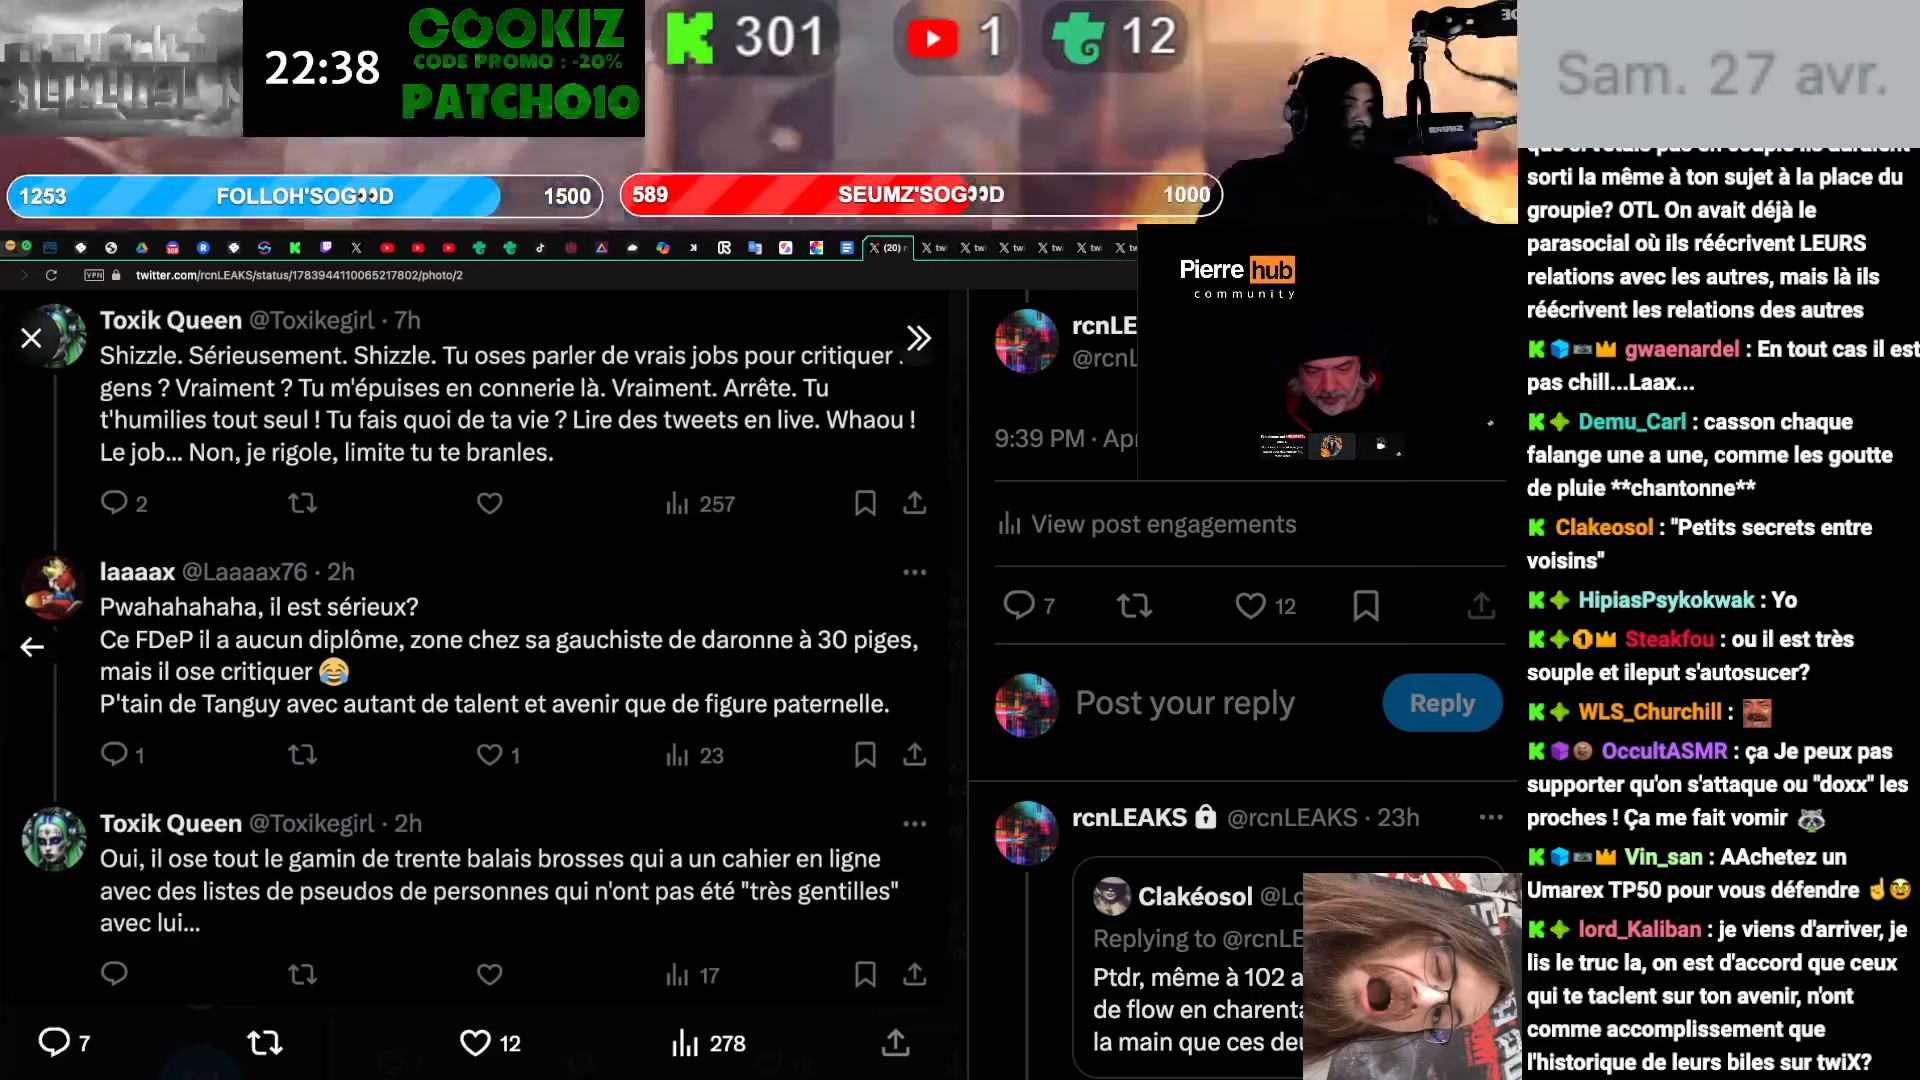 22:38
COOKIZ
CODE PROMO : -20%
PATCHO10
301
1
12
Sam. 27 avr.
1253
FOLLOH'SOG👀D
1500
589
SEUMZ'SOG👀D
1000
(20)
twitter.com/rcnLEAKS/status/1783944110065217802/photo/2
VPN
Toxik Queen @Toxikegirl · 7h
Shizzle. Sérieusement. Shizzle. Tu oses parler de vrais jobs pour critiquer
gens ? Vraiment ? Tu m'épuises en connerie là. Vraiment. Arrête. Tu
t'humilies tout seul ! Tu fais quoi de ta vie ? Lire des tweets en live. Whaou !
Le job... Non, je rigole, limite tu te branles.
2
257
laaaax @Laaaax76 · 2h
Pwahahahaha, il est sérieux?
Ce FDeP il a aucun diplôme, zone chez sa gauchiste de daronne à 30 piges,
mais il ose critiquer 😂
P'tain de Tanguy avec autant de talent et avenir que de figure paternelle.
1
1
23
Toxik Queen @Toxikegirl · 2h
Oui, il ose tout le gamin de trente balais brosses qui a un cahier en ligne
avec des listes de pseudos de personnes qui n'ont pas été "très gentilles"
avec lui...
17
7
12
278
rcnLE
@rcnL
9:39 PM · Apr
Pierre hub
community
View post engagements
7
12
Post your reply
Reply
rcnLEAKS 🔒 @rcnLEAKS · 23h
Clakéosol @Lc
Replying to @rcnLE
Ptdr, même à 102 a
de flow en charenta
la main que ces deu
sorti la même à ton sujet à la place du
groupie? OTL On avait déjà le
parasocial où ils réécrivent LEURS
relations avec les autres, mais là ils
réécrivent les relations des autres
gwaenardel : En tout cas il est
pas chill...Laax...
Demu_Carl : casson chaque
falange une a une, comme les goutte
de pluie **chantonne**
Clakeosol : "Petits secrets entre
voisins"
HipiasPsykokwak : Yo
Steakfou : ou il est très
souple et ileput s'autosucer?
WLS_Churchill :
OccultASMR : ça Je peux pas
supporter qu'on s'attaque ou "doxx" les
proches ! Ça me fait vomir 🦝
Vin_san : AAchetez un
Umarex TP50 pour vous défendre ☝🥸
lord_Kaliban : je viens d'arriver, je
lis le truc la, on est d'accord que ceux
qui te taclent sur ton avenir, n'ont
comme accomplissement que
l'historique de leurs biles sur twiX?